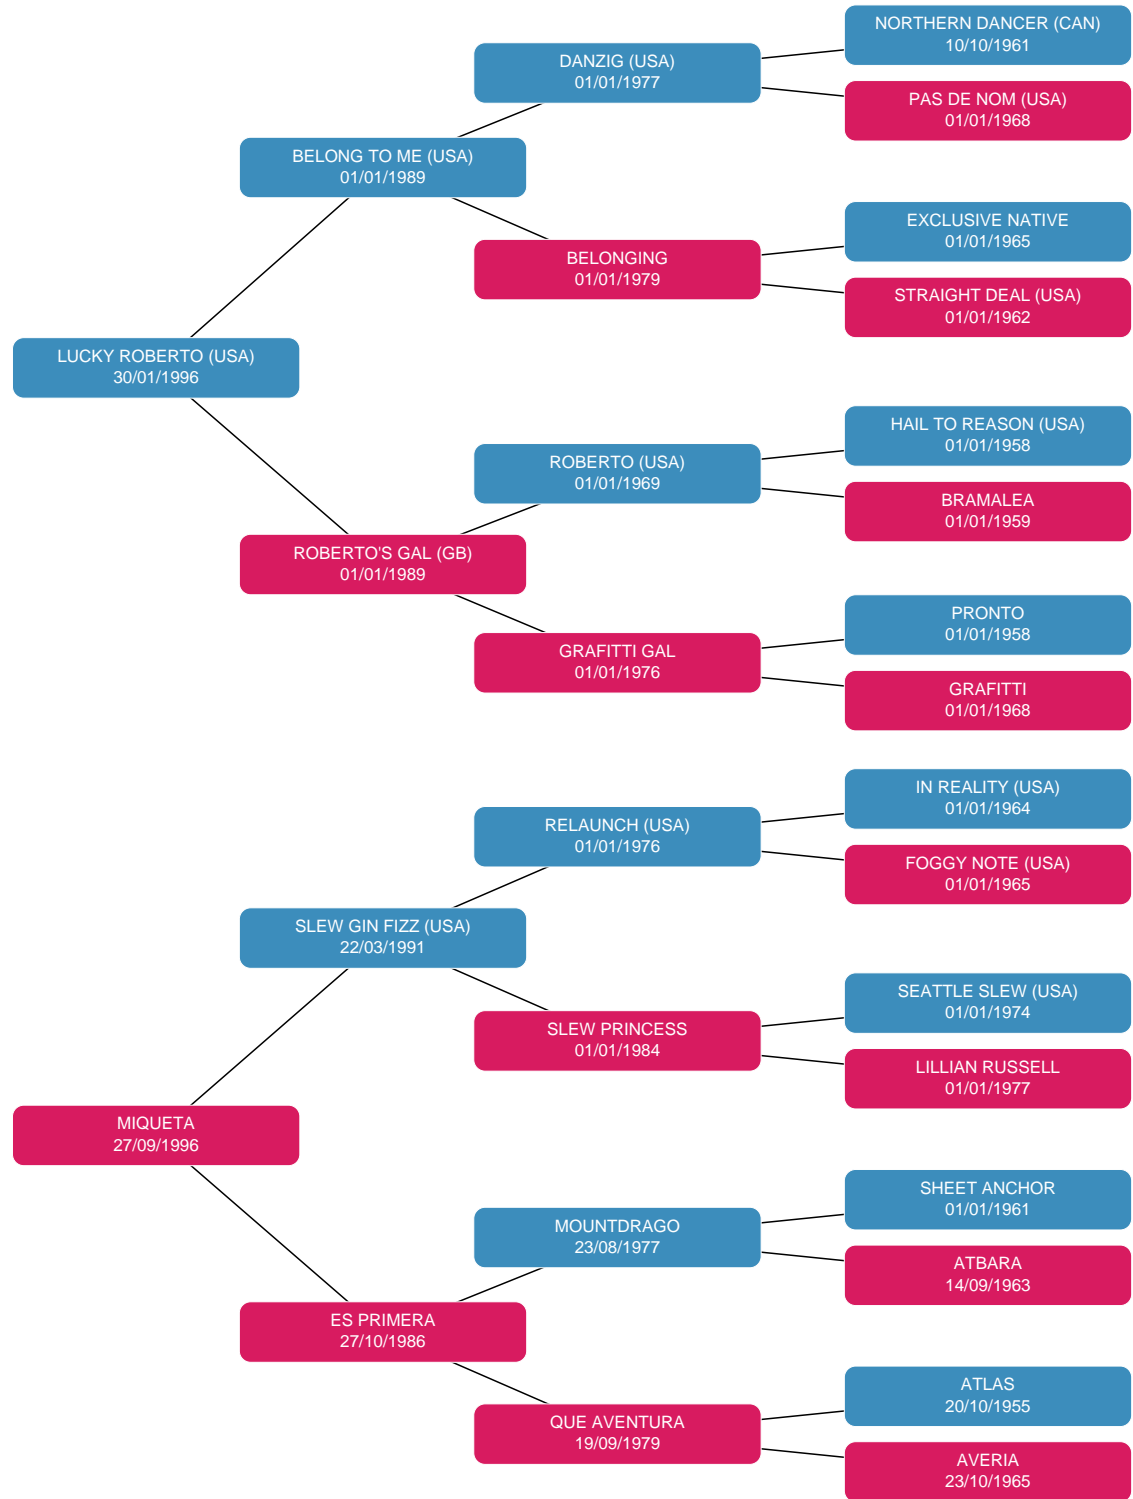 NORTHERN DANCER (CAN)
10/10/1961
DANZIG (USA)
01/01/1977
PAS DE NOM (USA)
01/01/1968
BELONG TO ME (USA)
01/01/1989
EXCLUSIVE NATIVE
01/01/1965
BELONGING
01/01/1979
STRAIGHT DEAL (USA)
01/01/1962
LUCKY ROBERTO (USA)
30/01/1996
HAIL TO REASON (USA)
01/01/1958
ROBERTO (USA)
01/01/1969
BRAMALEA
01/01/1959
ROBERTO'S GAL (GB)
01/01/1989
PRONTO
01/01/1958
GRAFITTI GAL
01/01/1976
GRAFITTI
01/01/1968
IN REALITY (USA)
01/01/1964
RELAUNCH (USA)
01/01/1976
FOGGY NOTE (USA)
01/01/1965
SLEW GIN FIZZ (USA)
22/03/1991
SEATTLE SLEW (USA)
01/01/1974
SLEW PRINCESS
01/01/1984
LILLIAN RUSSELL
01/01/1977
MIQUETA
27/09/1996
SHEET ANCHOR
01/01/1961
MOUNTDRAGO
23/08/1977
ATBARA
14/09/1963
ES PRIMERA
27/10/1986
ATLAS
20/10/1955
QUE AVENTURA
19/09/1979
AVERIA
23/10/1965